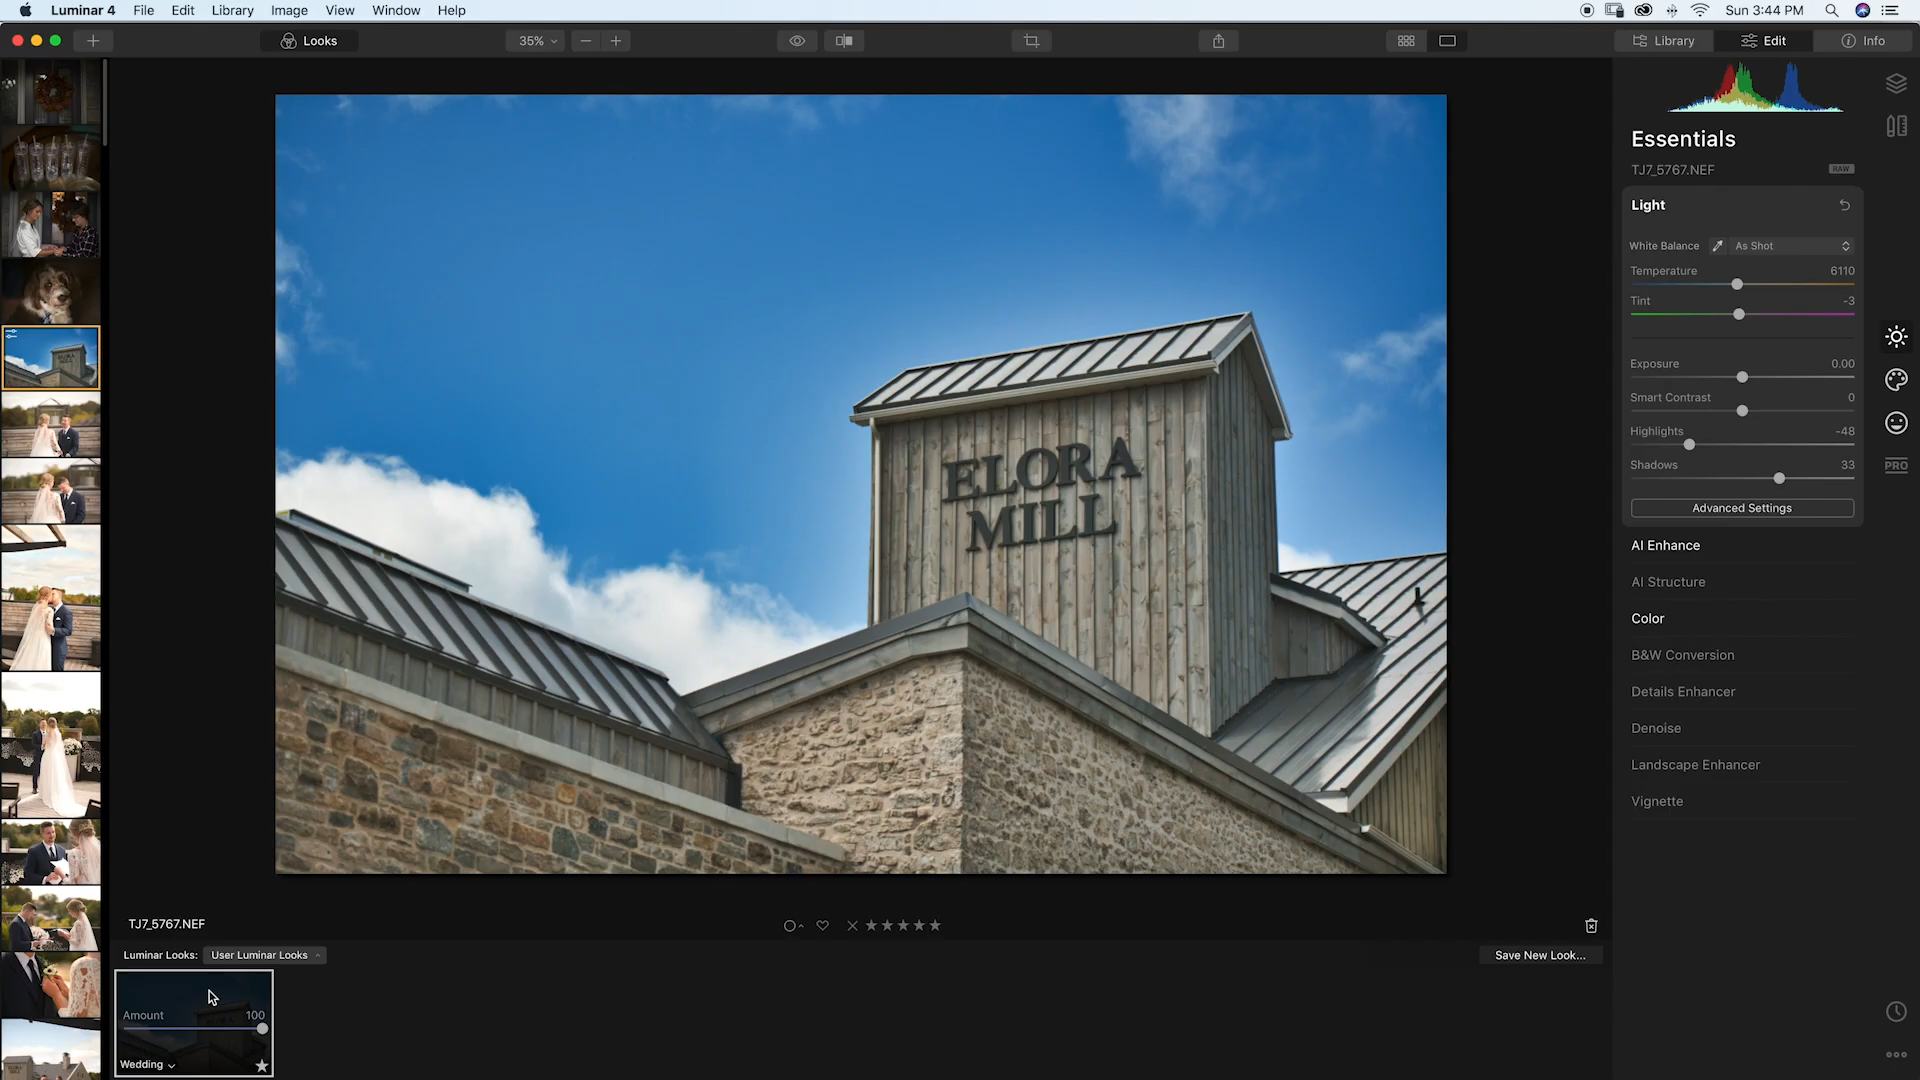 Luminar 4 File Edit Library Image View Window Help Sun 3:44 PM
Looks 35% Library Edit Info
Essentials
TJ7_5767.NEF RAW
Light
White Balance As Shot
Temperature 6110
Tint -3
Exposure 0.00
Smart Contrast 0
Highlights -48
Shadows 33
Advanced Settings
AI Enhance
AI Structure
Color
B&W Conversion
Details Enhancer
Denoise
Landscape Enhancer
Vignette
PRO
ELORA
MILL
TJ7_5767.NEF
Luminar Looks: User Luminar Looks Save New Look...
Amount 100
Wedding